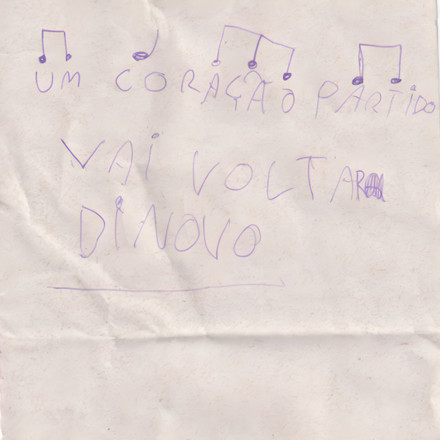 UM CORAÇÃO PARTIDO
VAI VOLTAR
DINOVO